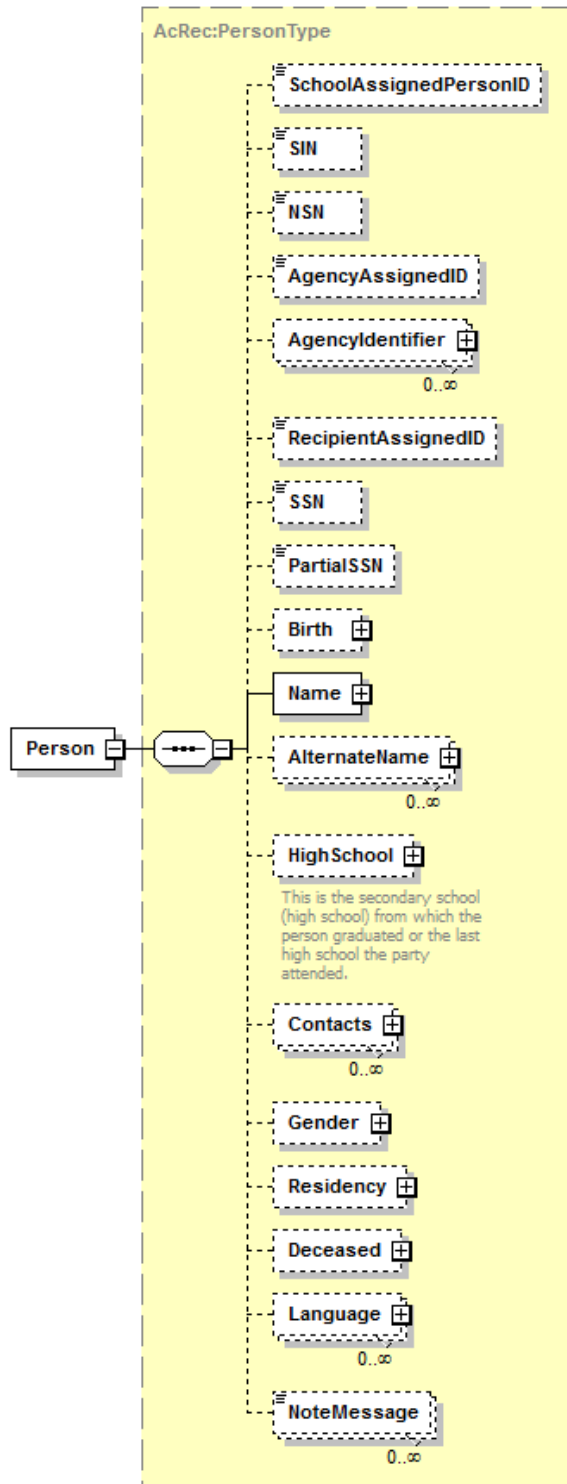 AcRec:PersonType
SchoolAssignedPersonID
SIN
NSN
AgencyAssignedID
AgencyIdentifier
0..∞
RecipientAssignedID
SSN
PartialSSN
Birth
Name
Person
AlternateName
0..∞
HighSchool
This is the secondary school
(high school) from which the
person graduated or the last
high school the party
attended.
Contacts
0..∞
Gender
Residency
Deceased
Language
0..∞
NoteMessage
0..∞